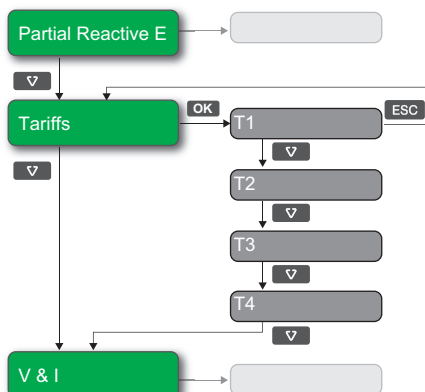 Partial Reactive E
Tariffs
OK
T1
ESC
T2
T3
T4
V & I